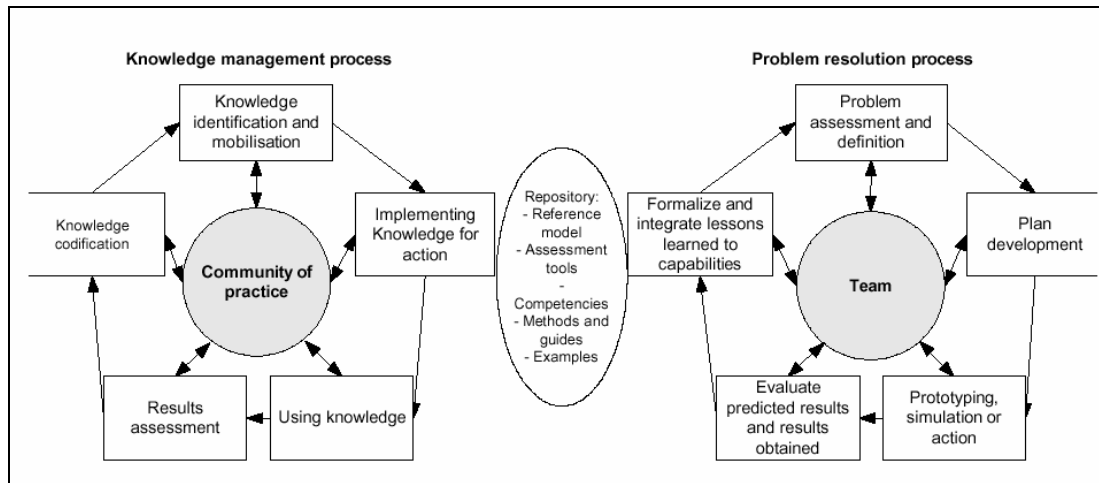 Knowledge management process
Knowledge
identification and
mobilisation
Implementing
Knowledge for
action
Using knowledge
Results
assessment
Knowledge
codification
Community of
practice
Repository:
- Reference
model
- Assessment
tools
-
Competencies
- Methods and
guides
- Examples
Problem resolution process
Problem
assessment and
definition
Plan
development
Prototyping,
simulation or
action
Evaluate
predicted results
and results
obtained
Formalize and
integrate lessons
learned to
capabilities
Team